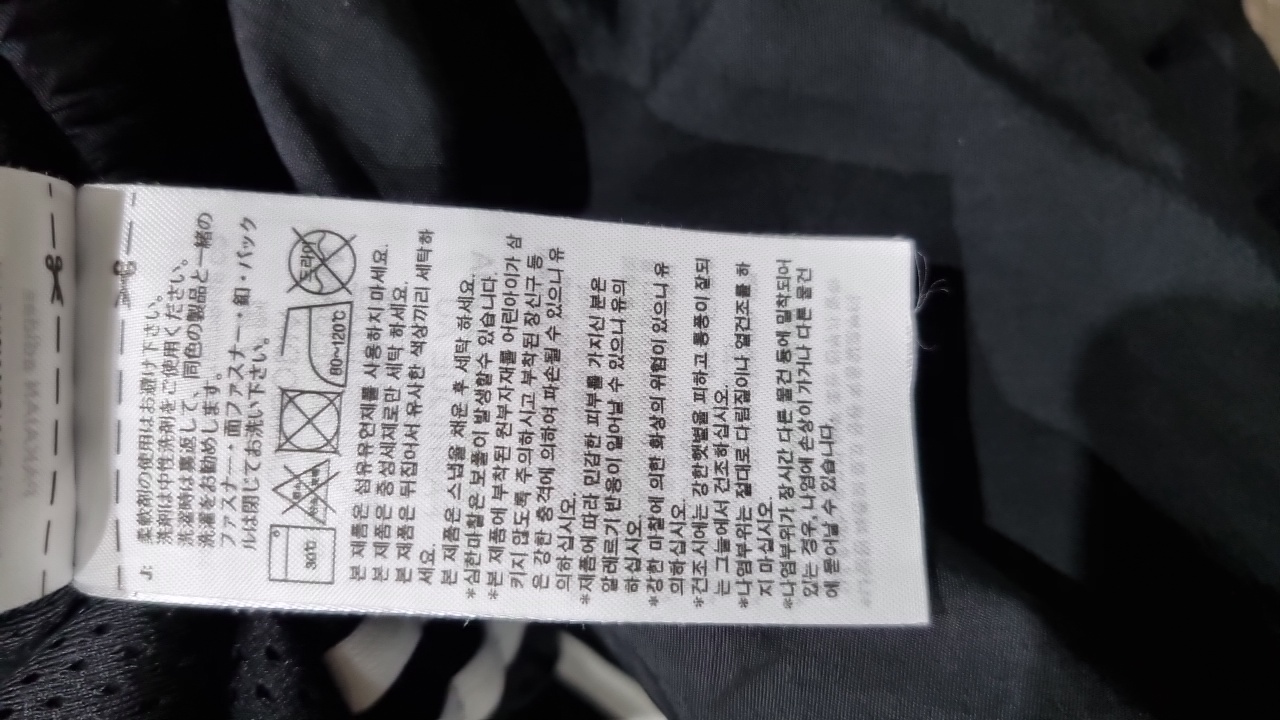 J:
柔軟剤の使用はお避け下さい。
洗剤は中性洗剤をご使用ください。
洗濯時は裏返して、同色の製品と一緒の
洗濯をお勧めします。
ファスナー・面ファスナー・釦・バック
ルは閉じてお洗い下さい。
30℃
80~120℃
드라이
본 제품은 섬유유연제를 사용하지 마세요.
본 제품은 중성세제로만 세탁 하세요.
본 제품은 뒤집어서 유사한 색상끼리 세탁하
세요.
본 제품은 스냅을 채운 후 세탁 하세요.
*심한마찰은 보풀이 발생할수 있습니다.
*본 제품에 부착된 원부자재를 어린아이가 삼
키지 않도록 주의하시고 부착된 장신구 등
은 강한 충격에 의하여 파손될 수 있으니 유
의하십시오.
*제품에 따라 민감한 피부를 가지신 분은
알레르기 반응이 일어날 수 있으니 유의
하십시오.
*강한 마찰에 의한 화상의 위험이 있으니 유
의하십시오.
*건조시에는 강한햇볕을 피하고 통풍이 잘되
는 그늘에서 건조하십시오.
*나염부위는 절대로 다림질이나 열건조를 하
지 마십시오.
*나염부위가 장시간 다른 물건 등에 밀착되어
있는 경우, 나염에 손상이 가거나 다른 물건
에 묻어날 수 있습니다.